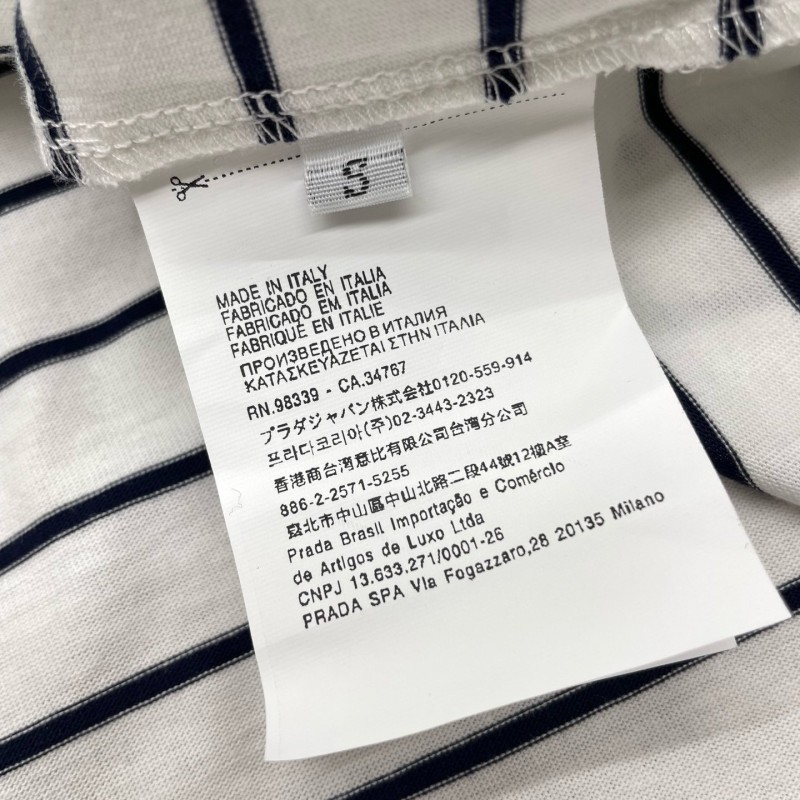 S
MADE IN ITALY
FABRICADO EN ITALIA
FABRICADO EM ITALIA
FABRIQUÉ EN ITALIE
ПРОИЗВЕДЕНО В ИТАЛИЯ
ΚΑΤΑΣΚΕΥΑΖΕΤΑΙ ΣΤΗΝ ΙΤΑΛΙΑ
RN.98339 - CA.34767
プラダジャパン株式会社0120-559-914
프라다코리아(주)02-3443-2323
香港商台灣意比有限公司台灣分公司
886-2-2571-5255
臺北市中山區中山北路二段44號12樓A室
Prada Brasil Importação e Comércio
de Artigos de Luxo Ltda
CNPJ 13.633.271/0001-26
PRADA SPA Via Fogazzaro,28 20135 Milano